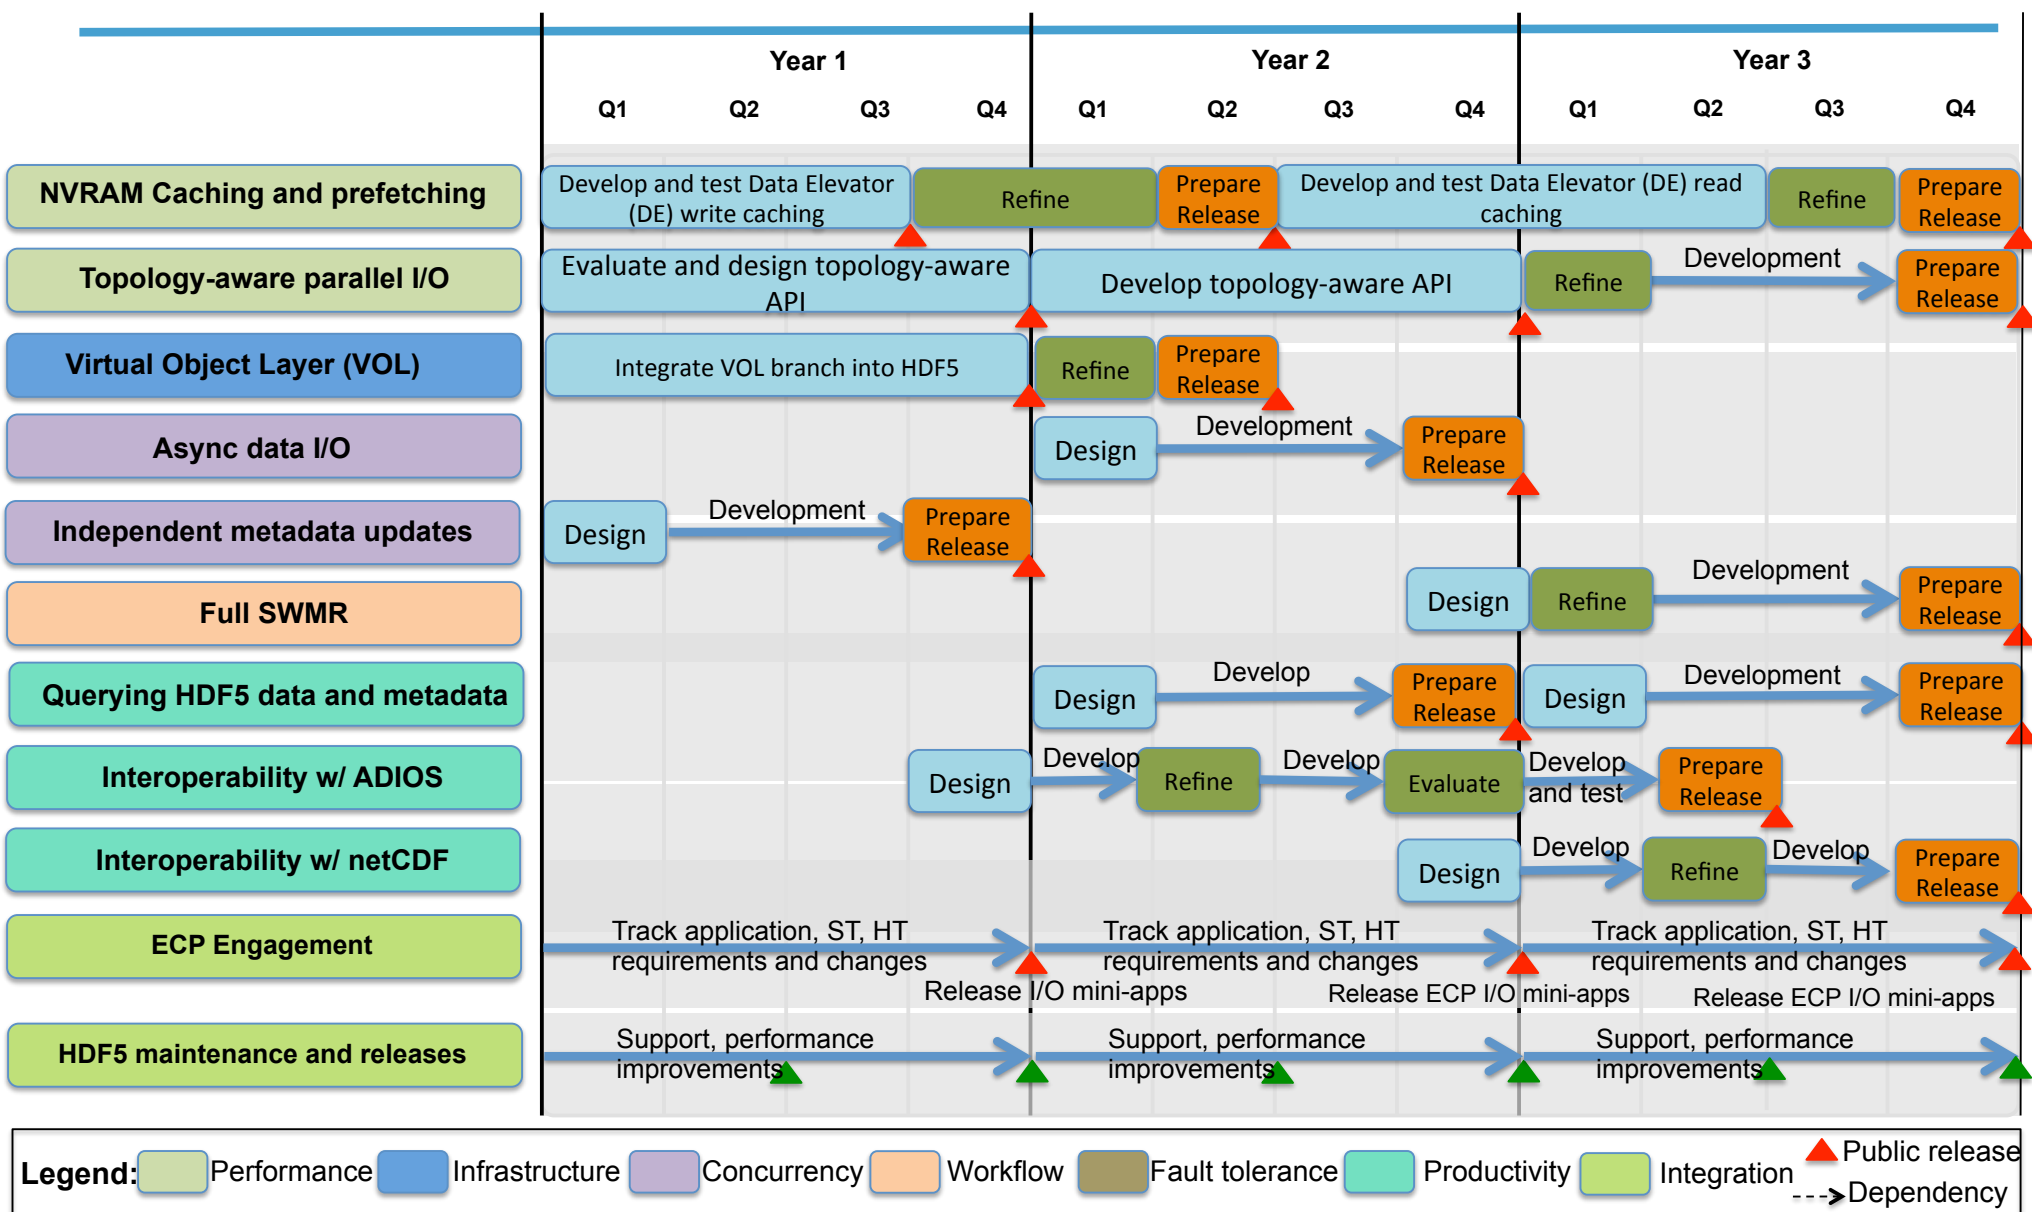 Year 1
Year 2
Year 3
Q1
Q2
Q3
Q4
Q1
Q2
Q3
Q4
Q1
Q2
Q3
Q4
NVRAM Caching and prefetching
Develop and test Data Elevator
(DE) write caching
Refine
Prepare
Release
Develop and test Data Elevator (DE) read
caching
Refine
Prepare
Release
Topology-aware parallel I/O
Evaluate and design topology-aware
API
Develop topology-aware API
Refine
Development
Prepare
Release
Virtual Object Layer (VOL)
Integrate VOL branch into HDF5
Refine
Prepare
Release
Async data I/O
Design
Development
Prepare
Release
Independent metadata updates
Design
Development
Prepare
Release
Full SWMR
Design
Refine
Development
Prepare
Release
Querying HDF5 data and metadata
Design
Develop
Prepare
Release
Design
Development
Prepare
Release
Interoperability w/ ADIOS
Design
Develop
Refine
Develop
Evaluate
Develop
and test
Prepare
Release
Interoperability w/ netCDF
Design
Develop
Refine
Develop
Prepare
Release
ECP Engagement
Track application, ST, HT
requirements and changes
Release I/O mini-apps
Track application, ST, HT
requirements and changes
Release ECP I/O mini-apps
Track application, ST, HT
requirements and changes
Release ECP I/O mini-apps
HDF5 maintenance and releases
Support, performance
improvements
Support, performance
improvements
Support, performance
improvements
Legend:
Performance
Infrastructure
Concurrency
Workflow
Fault tolerance
Productivity
Integration
Public release
Dependency